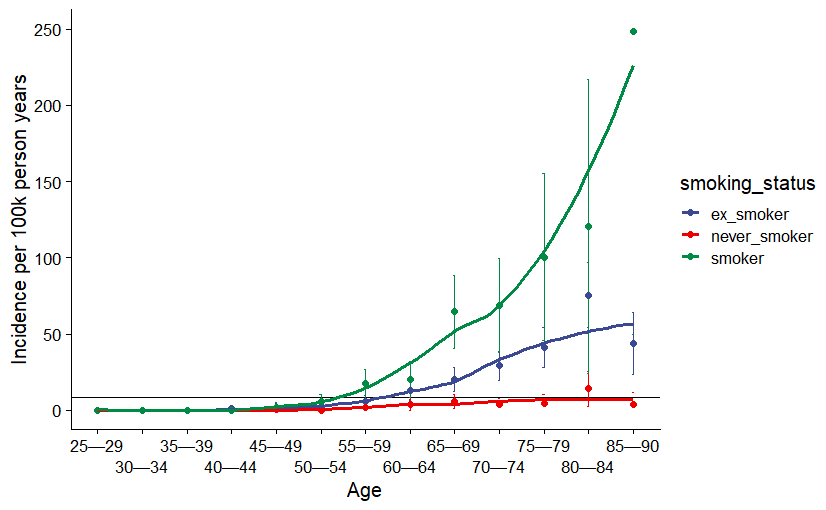 Incidence per 100k person years
250
200
150
100
50
0
25—29 35—39 45—49 55—59 65—69 75—79 85—90
30—34 40—44 50—54 60—64 70—74 80—84
Age
smoking_status
ex_smoker
never_smoker
smoker